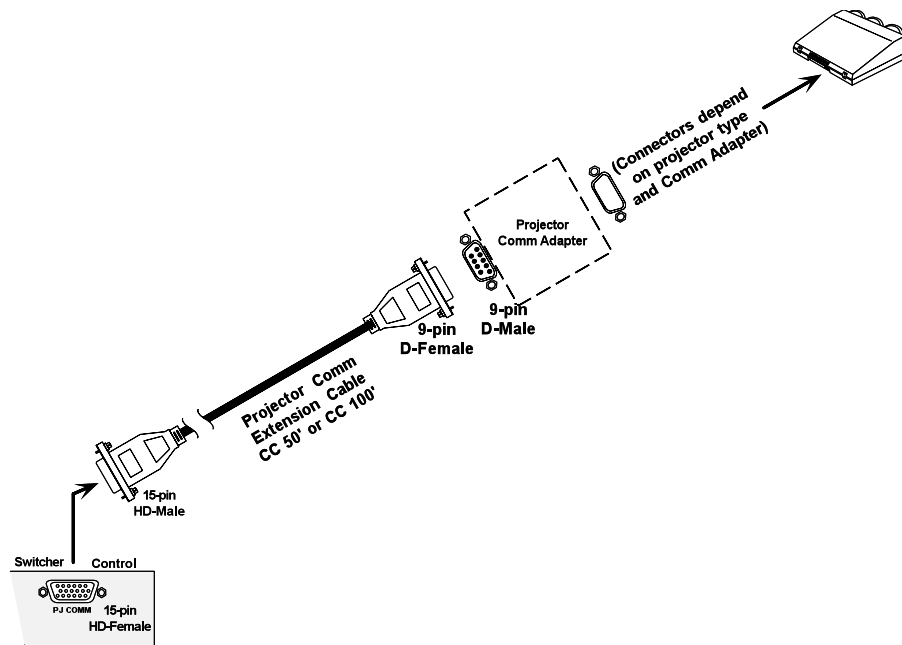 (Connectors depend
on projector type
and Comm Adapter)
Projector
Comm Adapter
9-pin
D-Male
9-pin
D-Female
Projector Comm
Extension Cable
CC 50' or CC 100'
15-pin
HD-Male
Switcher Control
PJ COMM
15-pin
HD-Female